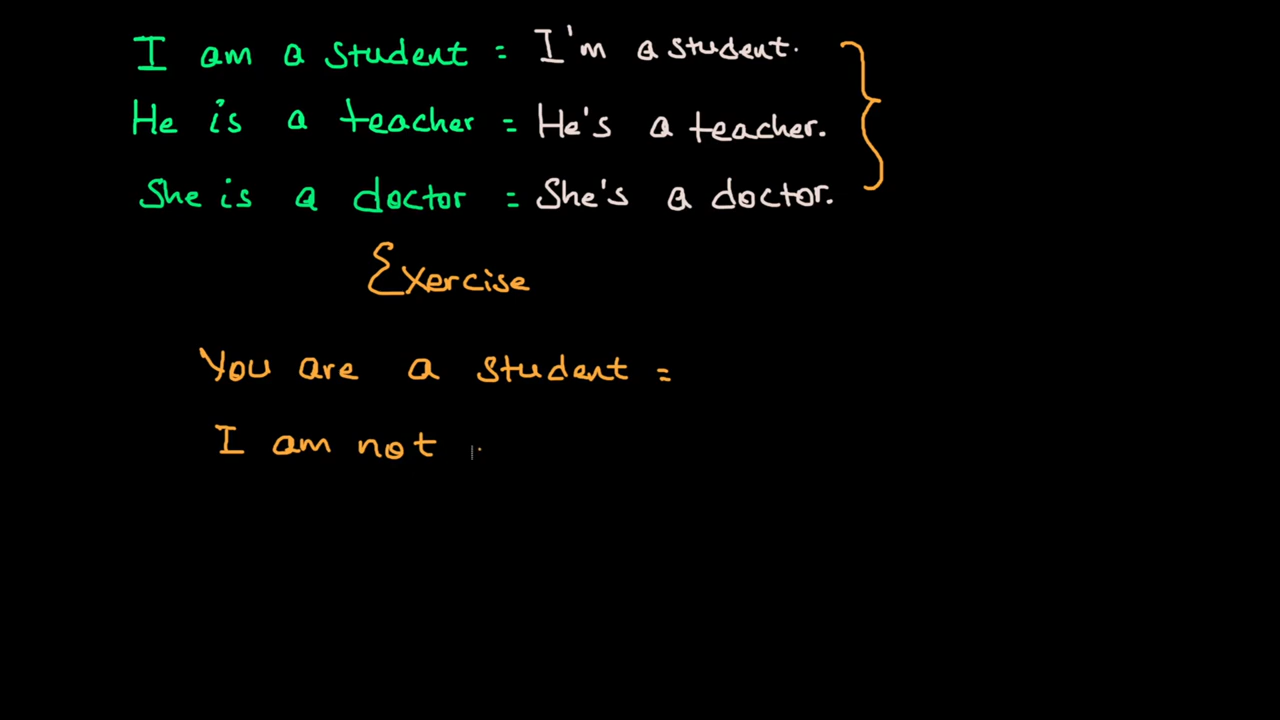 I am a student = I'm a student.
He is a teacher = He's a teacher.
She is a doctor = She's a doctor.
Exercise
You are a student =
I am not